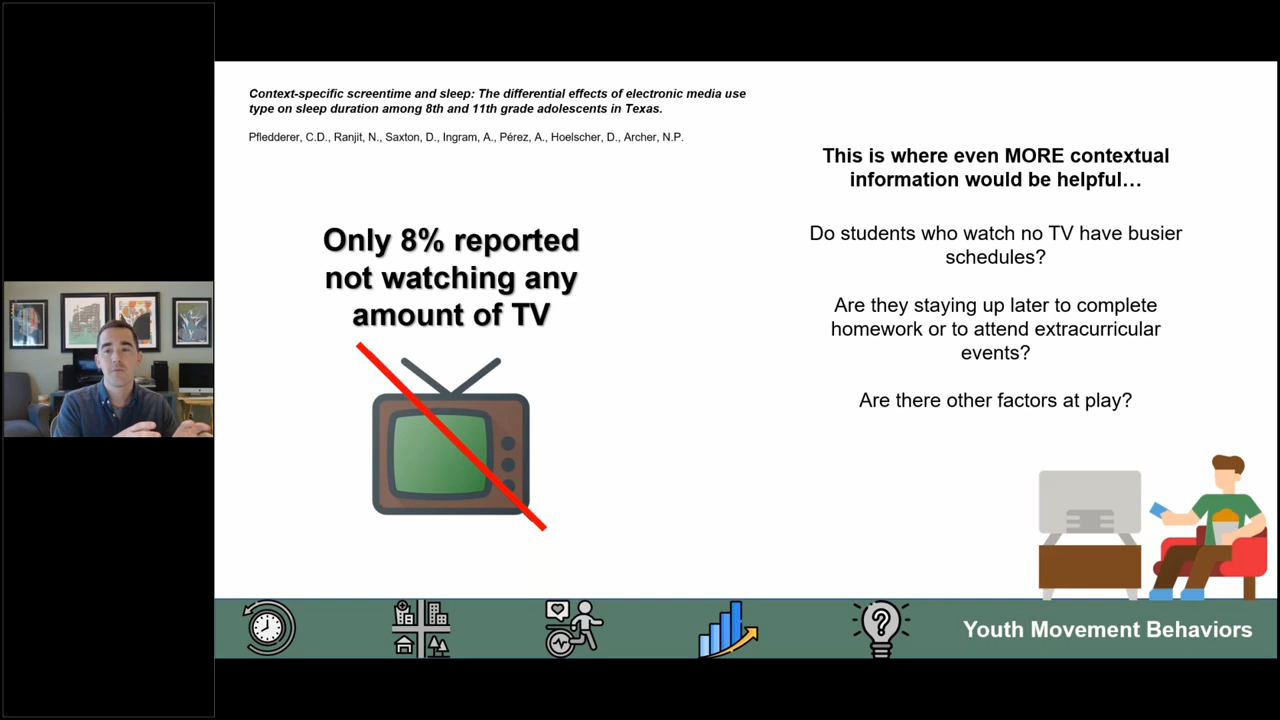 Context-specific screentime and sleep: The differential effects of electronic media use
type on sleep duration among 8th and 11th grade adolescents in Texas.
Pfledderer, C.D., Ranjit, N., Saxton, D., Ingram, A., Pérez, A., Hoelscher, D., Archer, N.P.
Only 8% reported
not watching any
amount of TV
This is where even MORE contextual
information would be helpful…
Do students who watch no TV have busier
schedules?
Are they staying up later to complete
homework or to attend extracurricular
events?
Are there other factors at play?
Youth Movement Behaviors